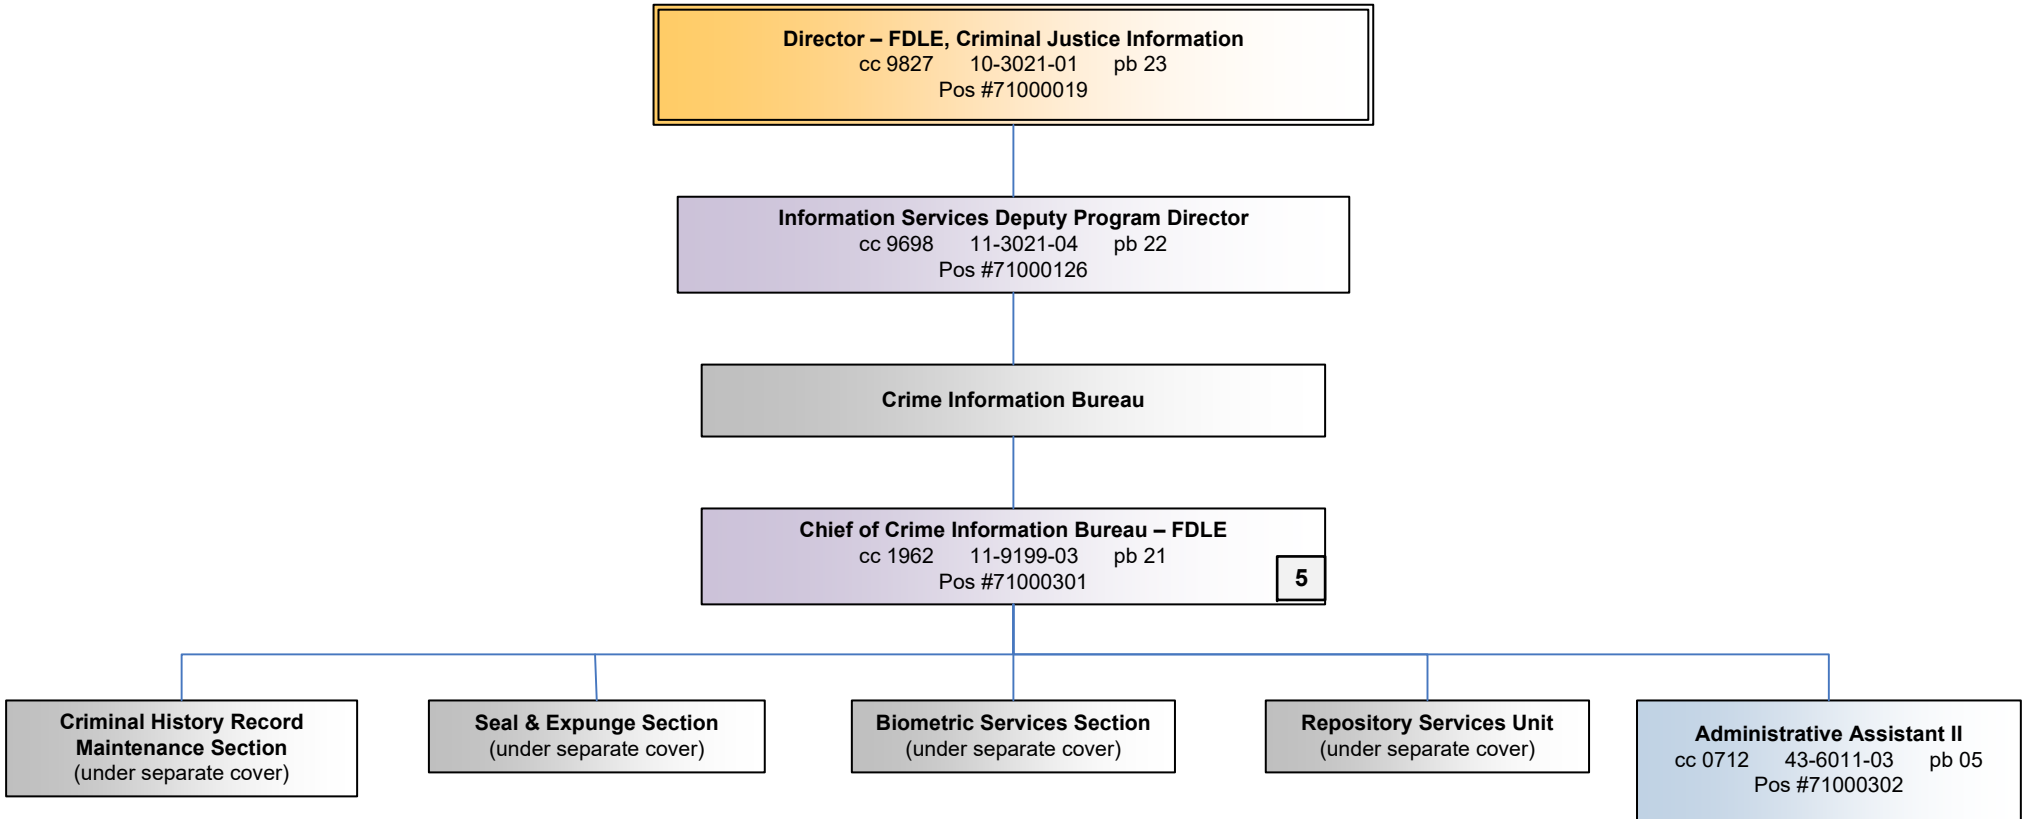 Director – FDLE, Criminal Justice Information
cc 9827 10-3021-01 pb 23
Pos #71000019
Information Services Deputy Program Director
cc 9698 11-3021-04 pb 22
Pos #71000126
Crime Information Bureau
Chief of Crime Information Bureau – FDLE
cc 1962 11-9199-03 pb 21
Pos #71000301
5
Criminal History Record
Maintenance Section
(under separate cover)
Seal & Expunge Section
(under separate cover)
Biometric Services Section
(under separate cover)
Repository Services Unit
(under separate cover)
Administrative Assistant II
cc 0712 43-6011-03 pb 05
Pos #71000302